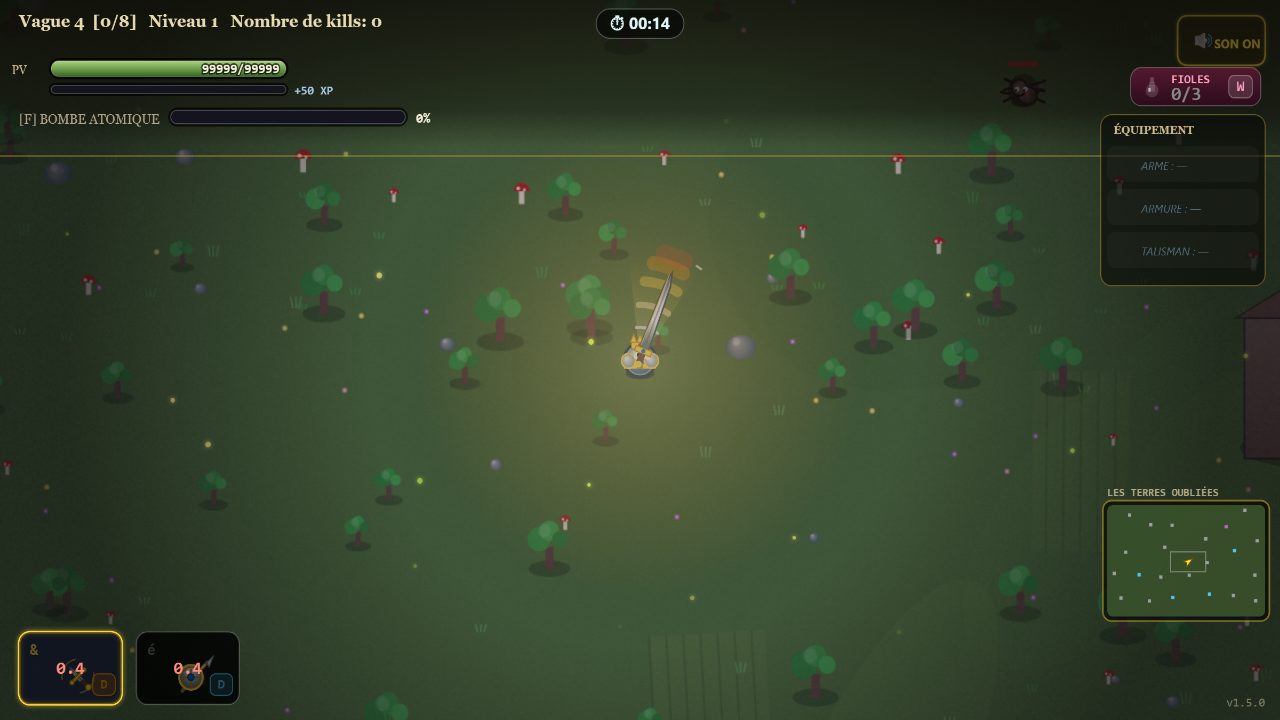 Vague 4 [0/8] Niveau 1 Nombre de kills: 0
⏱ 00:14
SON ON
PV
99999/99999
+50 XP
[F] BOMBE ATOMIQUE
0%
FIOLES
0/3
W
ÉQUIPEMENT
ARME : —
ARMURE : —
TALISMAN : —
LES TERRES OUBLIÉES
&
0.4
D
é
0.4
D
v1.5.0